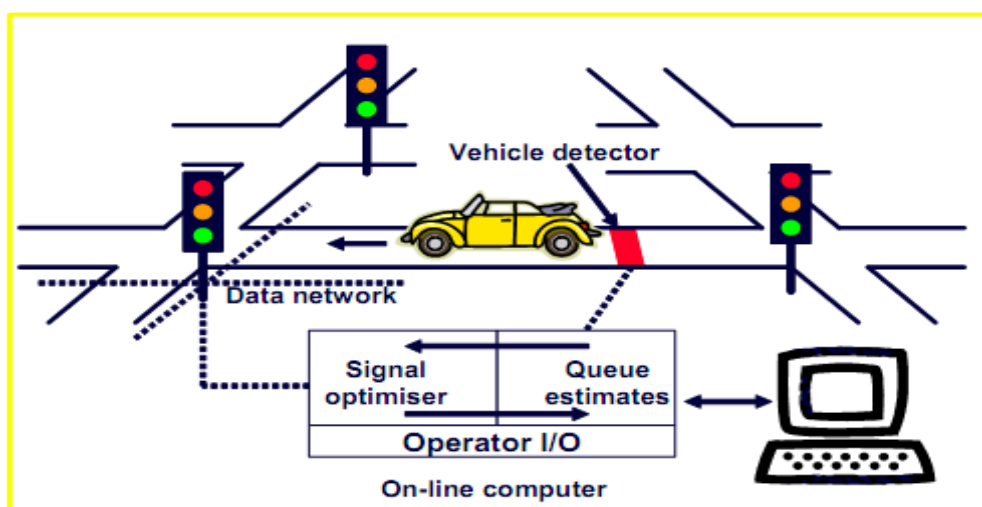 Vehicle detector
Data network
Signal
optimiser
Queue
estimates
Operator I/O
On-line computer